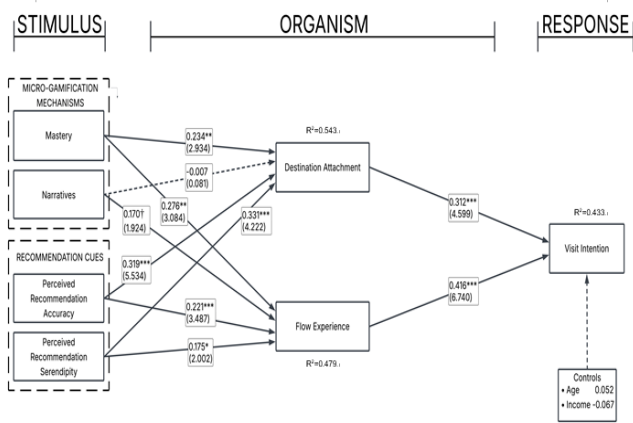 STIMULUS
ORGANISM
RESPONSE
MICRO-GAMIFICATION
MECHANISMS
Mastery
Narratives
RECOMMENDATION CUES
Perceived
Recommendation
Accuracy
Perceived
Recommendation
Serendipity
0.234**
(2.934)
-0.007
(0.081)
0.276**
(3.084)
0.170†
(1.924)
0.331***
(4.222)
0.319***
(5.534)
0.221***
(3.487)
0.175*
(2.002)
R²=0.543
Destination Attachment
Flow Experience
R²=0.479
0.312***
(4.599)
0.416***
(6.740)
R²=0.433
Visit Intention
Controls
• Age 0.052
• Income -0.067